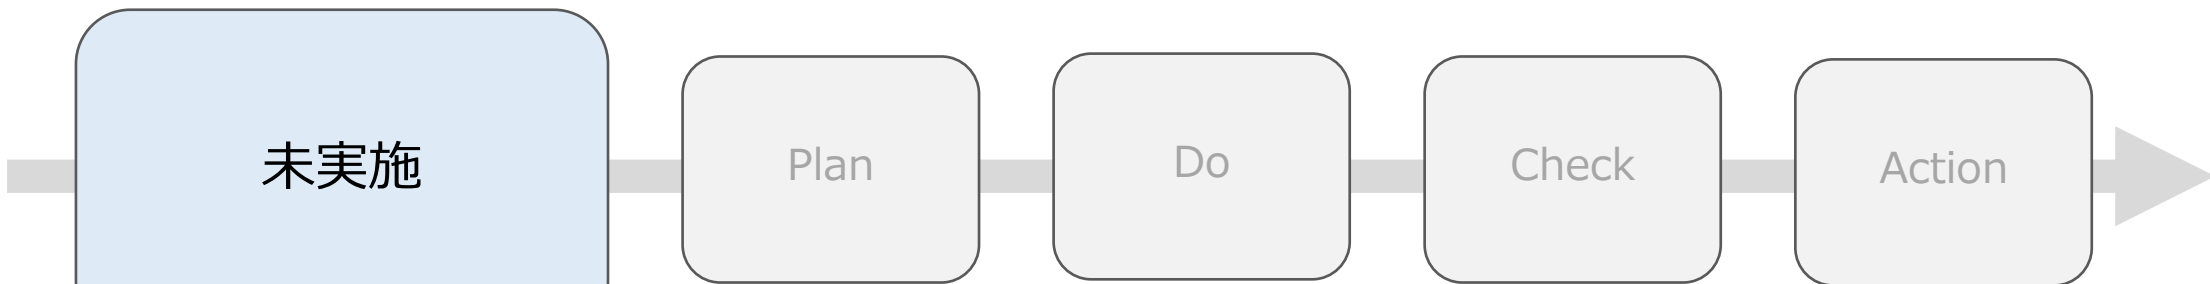 未実施
Plan
Do
Check
Action